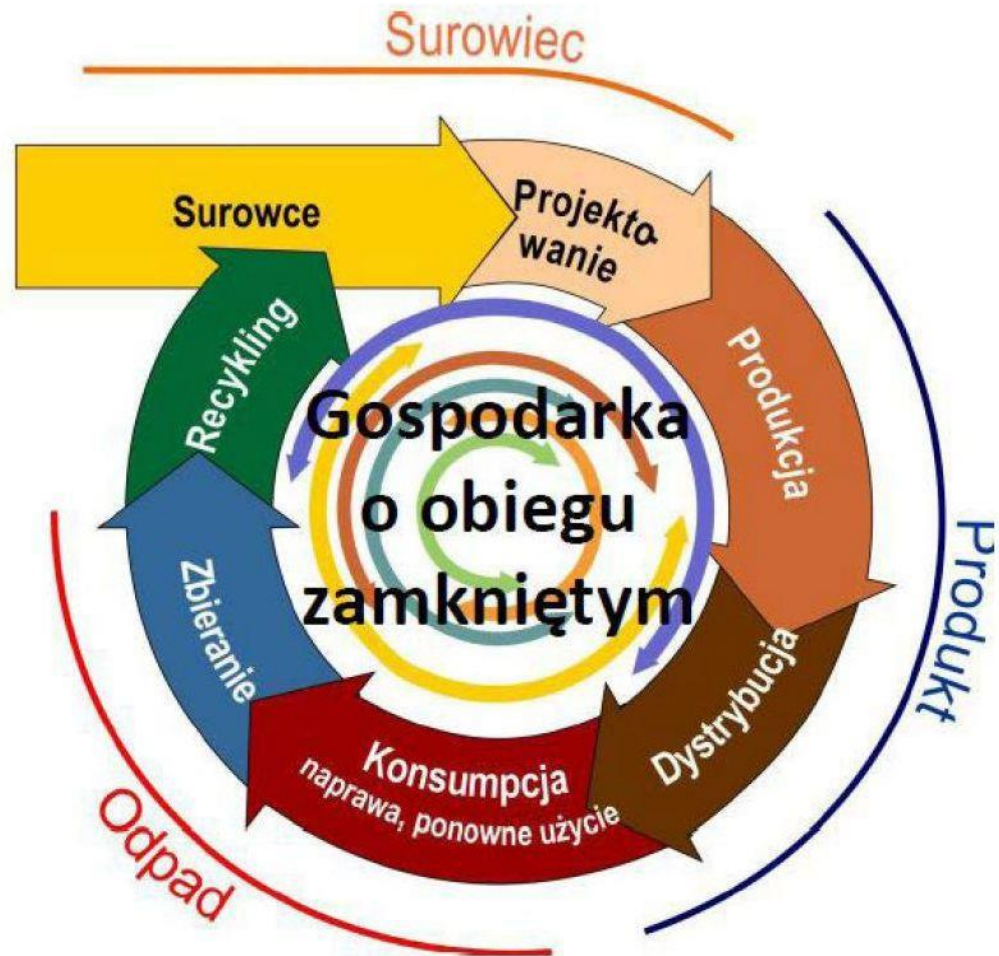 Surowiec
Surowce
Projekto-
wanie
Produkcja
Produkt
Dystrybucja
Konsumpcja
naprawa, ponowne użycie
Odpad
Zbieranie
Recykling
Gospodarka
o obiegu
zamkniętym